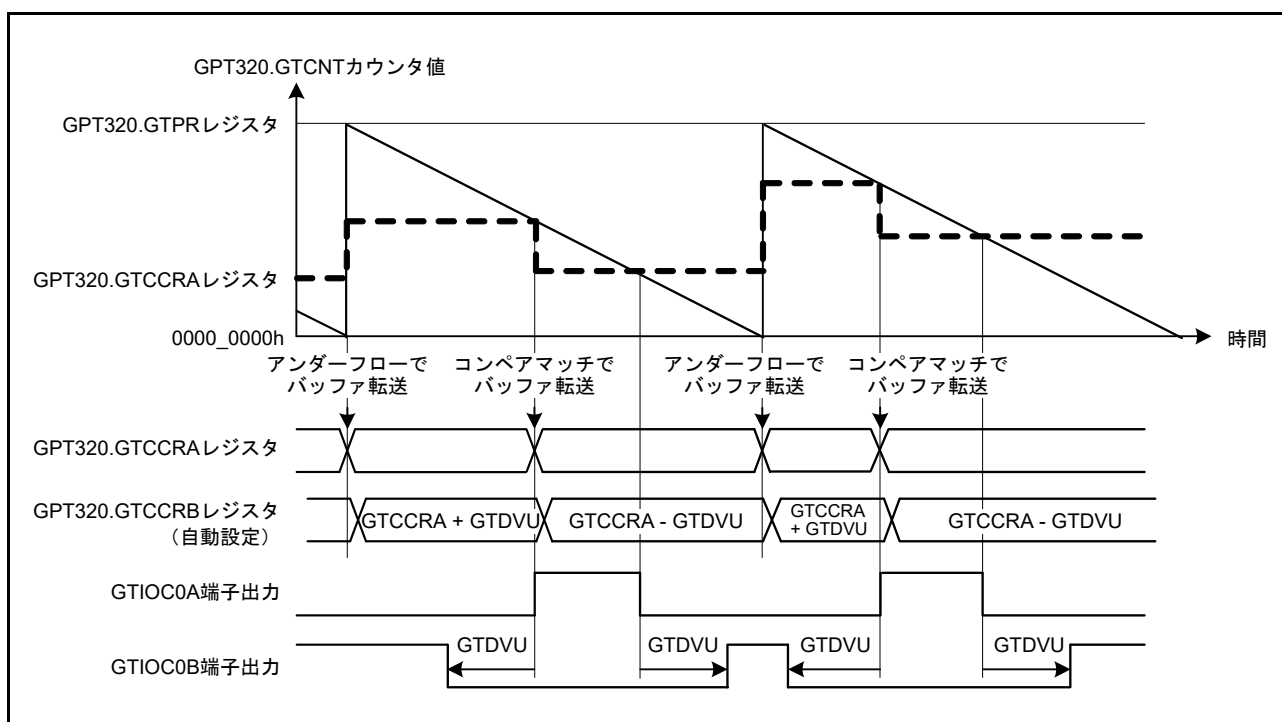 GPT320.GTCNTカウンタ値
GPT320.GTPRレジスタ
GPT320.GTCCRAレジスタ
0000_0000h
時間
アンダーフローで
バッファ転送
コンペアマッチで
バッファ転送
アンダーフローで
バッファ転送
コンペアマッチで
バッファ転送
GPT320.GTCCRAレジスタ
GPT320.GTCCRBレジスタ
（自動設定）
GTCCRA + GTDVU
GTCCRA - GTDVU
GTCCRA
+ GTDVU
GTCCRA - GTDVU
GTIOC0A端子出力
GTDVU
GTDVU
GTDVU
GTDVU
GTIOC0B端子出力